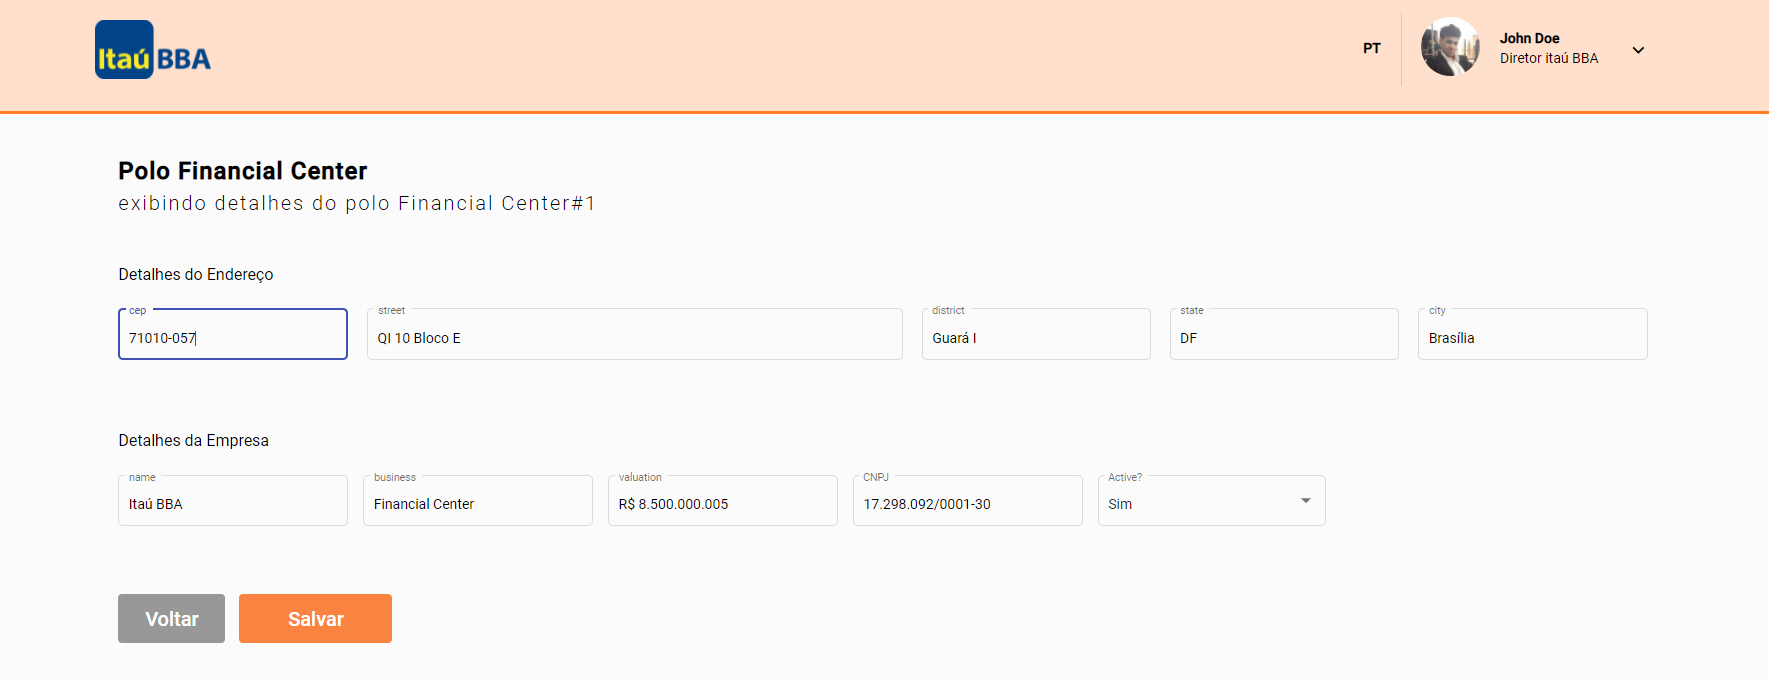 Itaú BBA
PT
John Doe
Diretor itaú BBA
Polo Financial Center
exibindo detalhes do polo Financial Center#1
Detalhes do Endereço
cep
street
district
state
city
71010-057
QI 10 Bloco E
Guará I
DF
Brasília
Detalhes da Empresa
name
business
valuation
CNPJ
Active?
Itaú BBA
Financial Center
R$ 8.500.000.005
17.298.092/0001-30
Sim
Voltar
Salvar